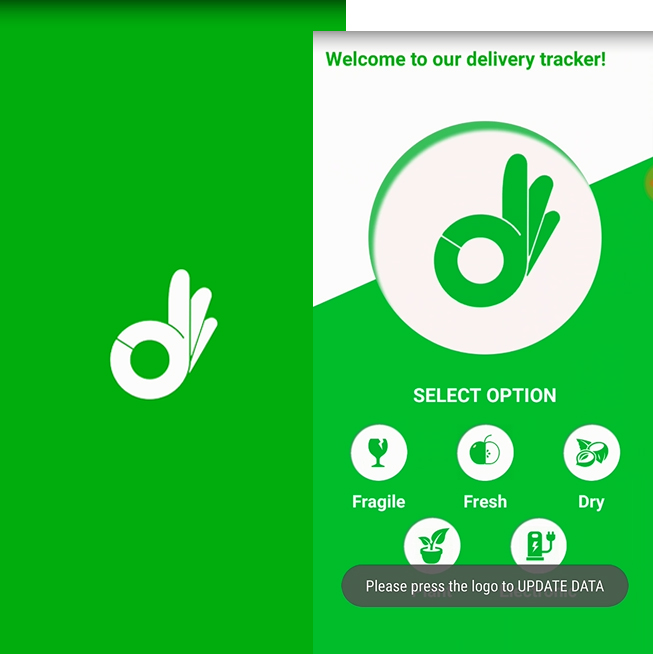 Welcome to our delivery tracker!
SELECT OPTION
Fragile
Fresh
Dry
Please press the logo to UPDATE DATA